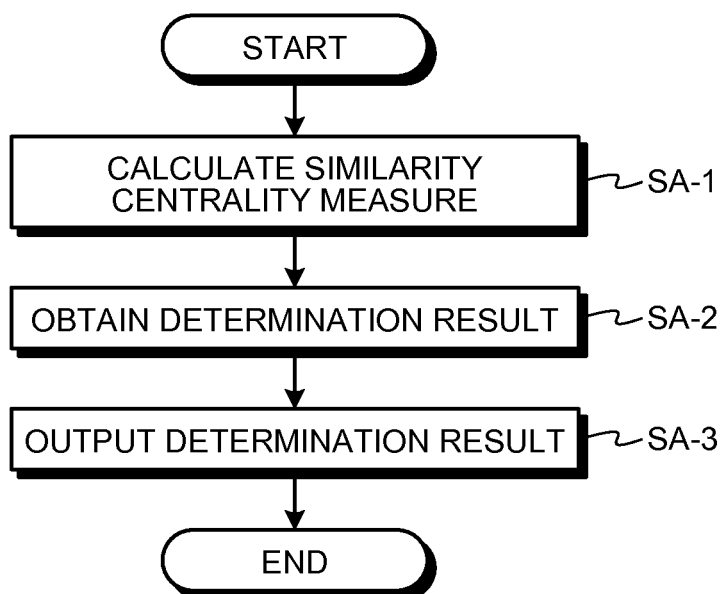 START
CALCULATE SIMILARITY
CENTRALITY MEASURE
SA-1
OBTAIN DETERMINATION RESULT
SA-2
OUTPUT DETERMINATION RESULT
SA-3
END